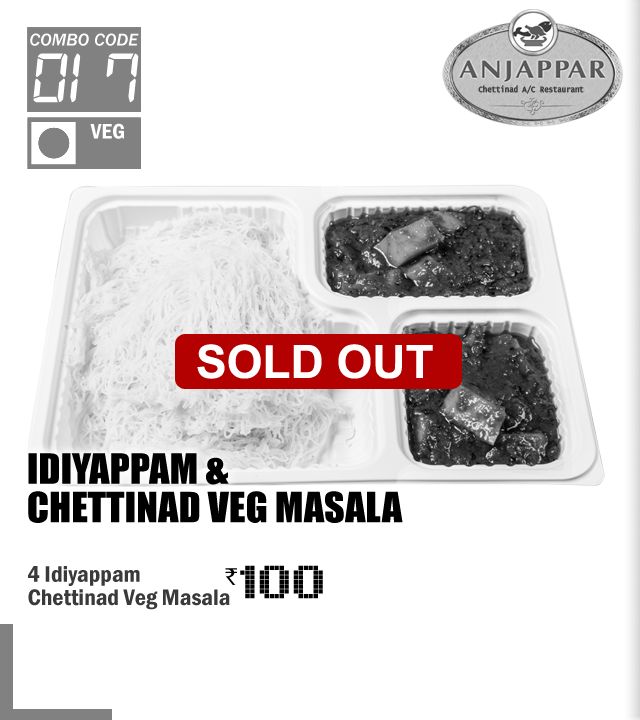 COMBO CODE
017
VEG
ANJAPPAR
Chettinad A/C Restaurant
SOLD OUT
IDIYAPPAM &
CHETTINAD VEG MASALA
4 Idiyappam
Chettinad Veg Masala
₹100